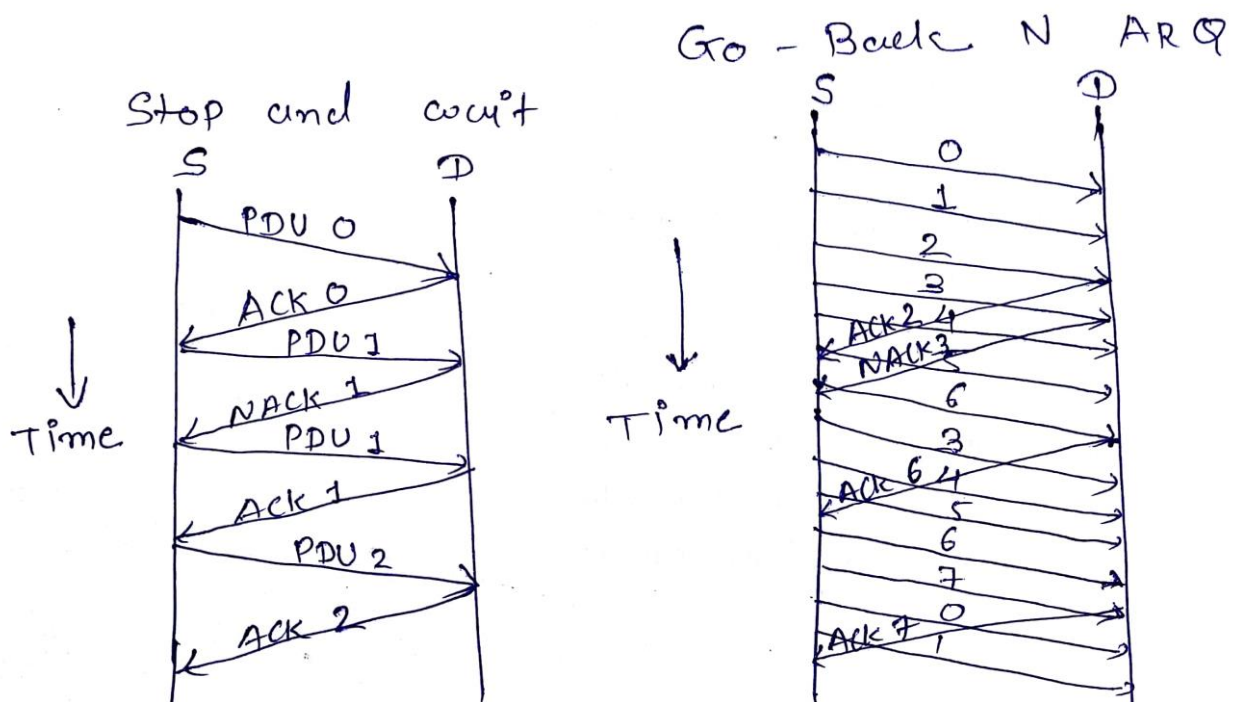 Stop and wait
S D
PDU 0
ACK 0
PDU 1
NACK 1
PDU 1
ACK 1
PDU 2
ACK 2
Time
Go - Back N ARQ
S D
0
1
2
3
ACK 2 4
NACK 3 5
6
3
ACK 6 4
5
6
7
0
ACK 7 1
Time